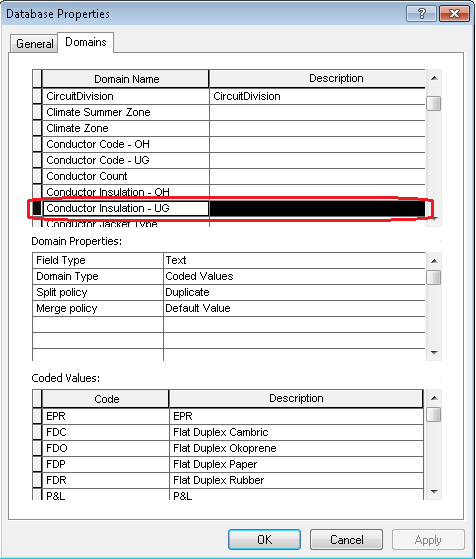 Database Properties
General Domains
Domain Name Description
CircuitDivision CircuitDivision
Climate Summer Zone
Climate Zone
Conductor Code - OH
Conductor Code - UG
Conductor Count
Conductor Insulation - OH
Conductor Insulation - UG
Conductor Jacket Type
Domain Properties:
Field Type Text
Domain Type Coded Values
Split policy Duplicate
Merge policy Default Value
Coded Values:
Code Description
EPR EPR
FDC Flat Duplex Cambric
FDO Flat Duplex Okoprene
FDP Flat Duplex Paper
FDR Flat Duplex Rubber
P&L P&L
OK Cancel Apply